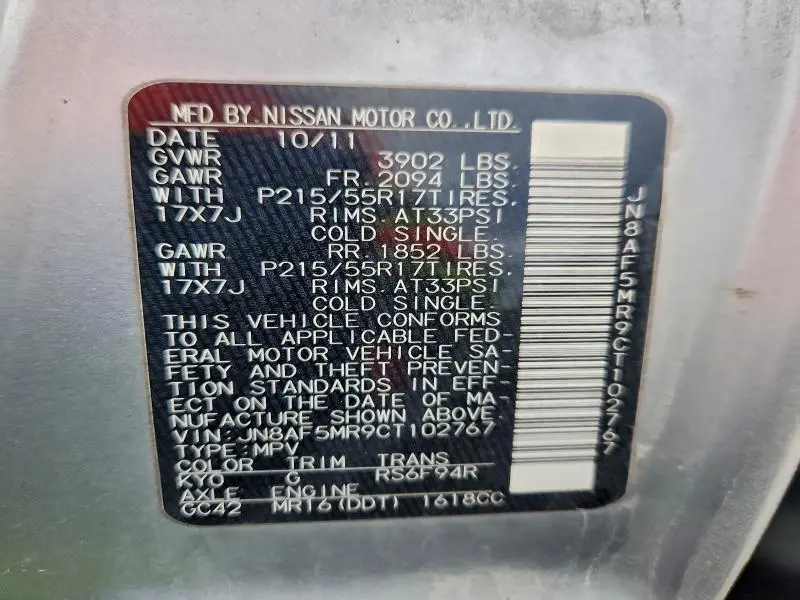 MFD BY NISSAN MOTOR CO.,LTD.
DATE 10/11
GVWR 3902 LBS.
GAWR FR. 2094 LBS.
WITH P215/55R17TIRES,
17X7J RIMS, AT33PSI
COLD SINGLE.
GAWR RR. 1852 LBS.
WITH P215/55R17TIRES,
17X7J RIMS, AT33PSI
COLD SINGLE.
THIS VEHICLE CONFORMS
TO ALL APPLICABLE FED-
ERAL MOTOR VEHICLE SA-
FETY AND THEFT PREVEN-
TION STANDARDS IN EFF-
ECT ON THE DATE OF MA-
NUFACTURE SHOWN ABOVE.
VIN: JN8AF5MR9CT102767
TYPE: MPV
COLOR TRIM TRANS
KY0 G RS6F94R
AXLE ENGINE
GC42 MR16(DDT) 1618CC
JN8AF5MR9CT102767